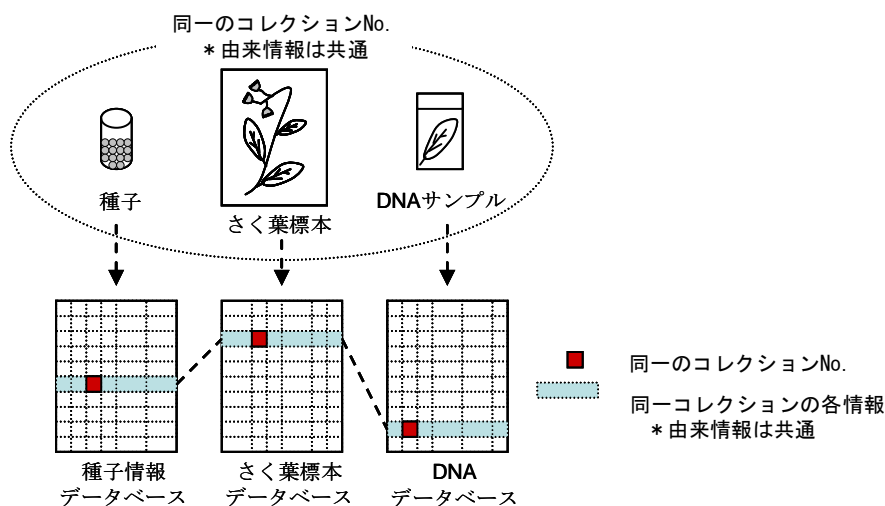 同一のコレクションNo.
＊由来情報は共通
種子
さく葉標本
DNAサンプル
種子情報
データベース
さく葉標本
データベース
DNA
データベース
同一のコレクションNo.
同一コレクションの各情報
＊由来情報は共通